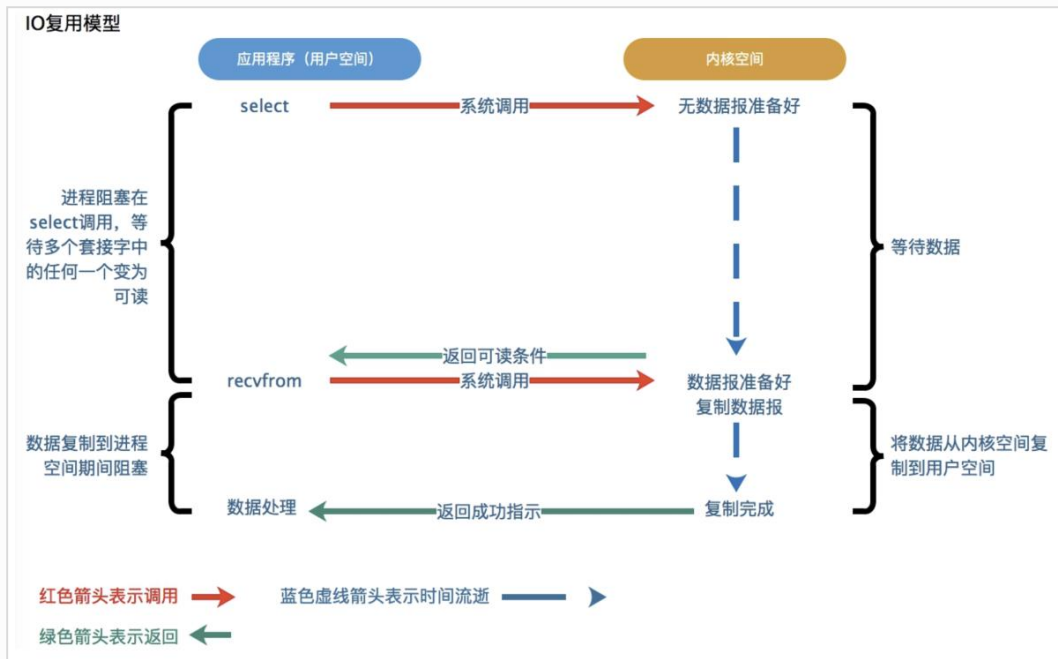 IO复用模型
应用程序（用户空间）
内核空间
select
系统调用
无数据报准备好
进程阻塞在
select调用，等
待多个套接字中
的任何一个变为
可读
等待数据
返回可读条件
recvfrom
系统调用
数据报准备好
复制数据报
数据复制到进程
空间期间阻塞
将数据从内核空间复
制到用户空间
数据处理
返回成功指示
复制完成
红色箭头表示调用
蓝色虚线箭头表示时间流逝
绿色箭头表示返回